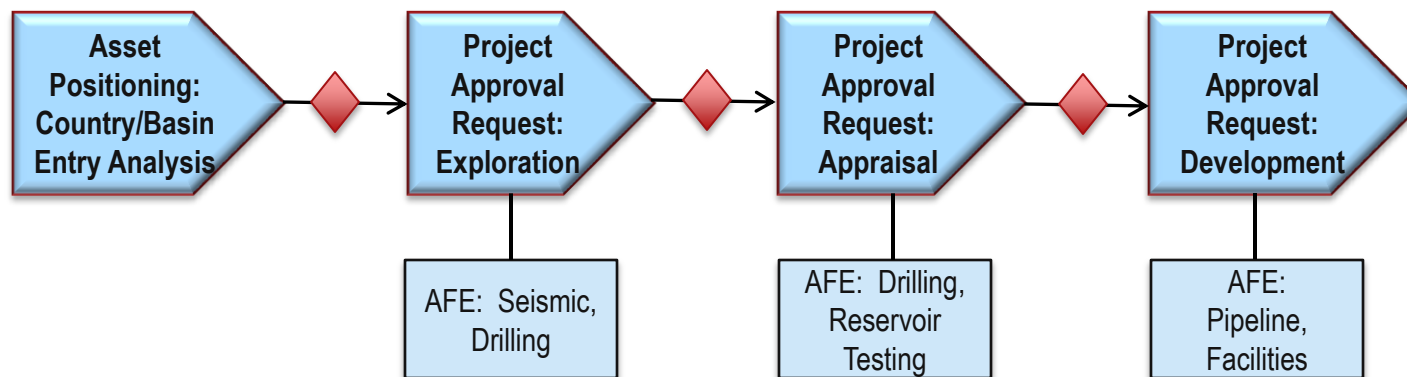 Asset
Positioning:
Country/Basin
Entry Analysis
Project
Approval
Request:
Exploration
Project
Approval
Request:
Appraisal
Project
Approval
Request:
Development
AFE: Seismic,
Drilling
AFE: Drilling,
Reservoir
Testing
AFE:
Pipeline,
Facilities